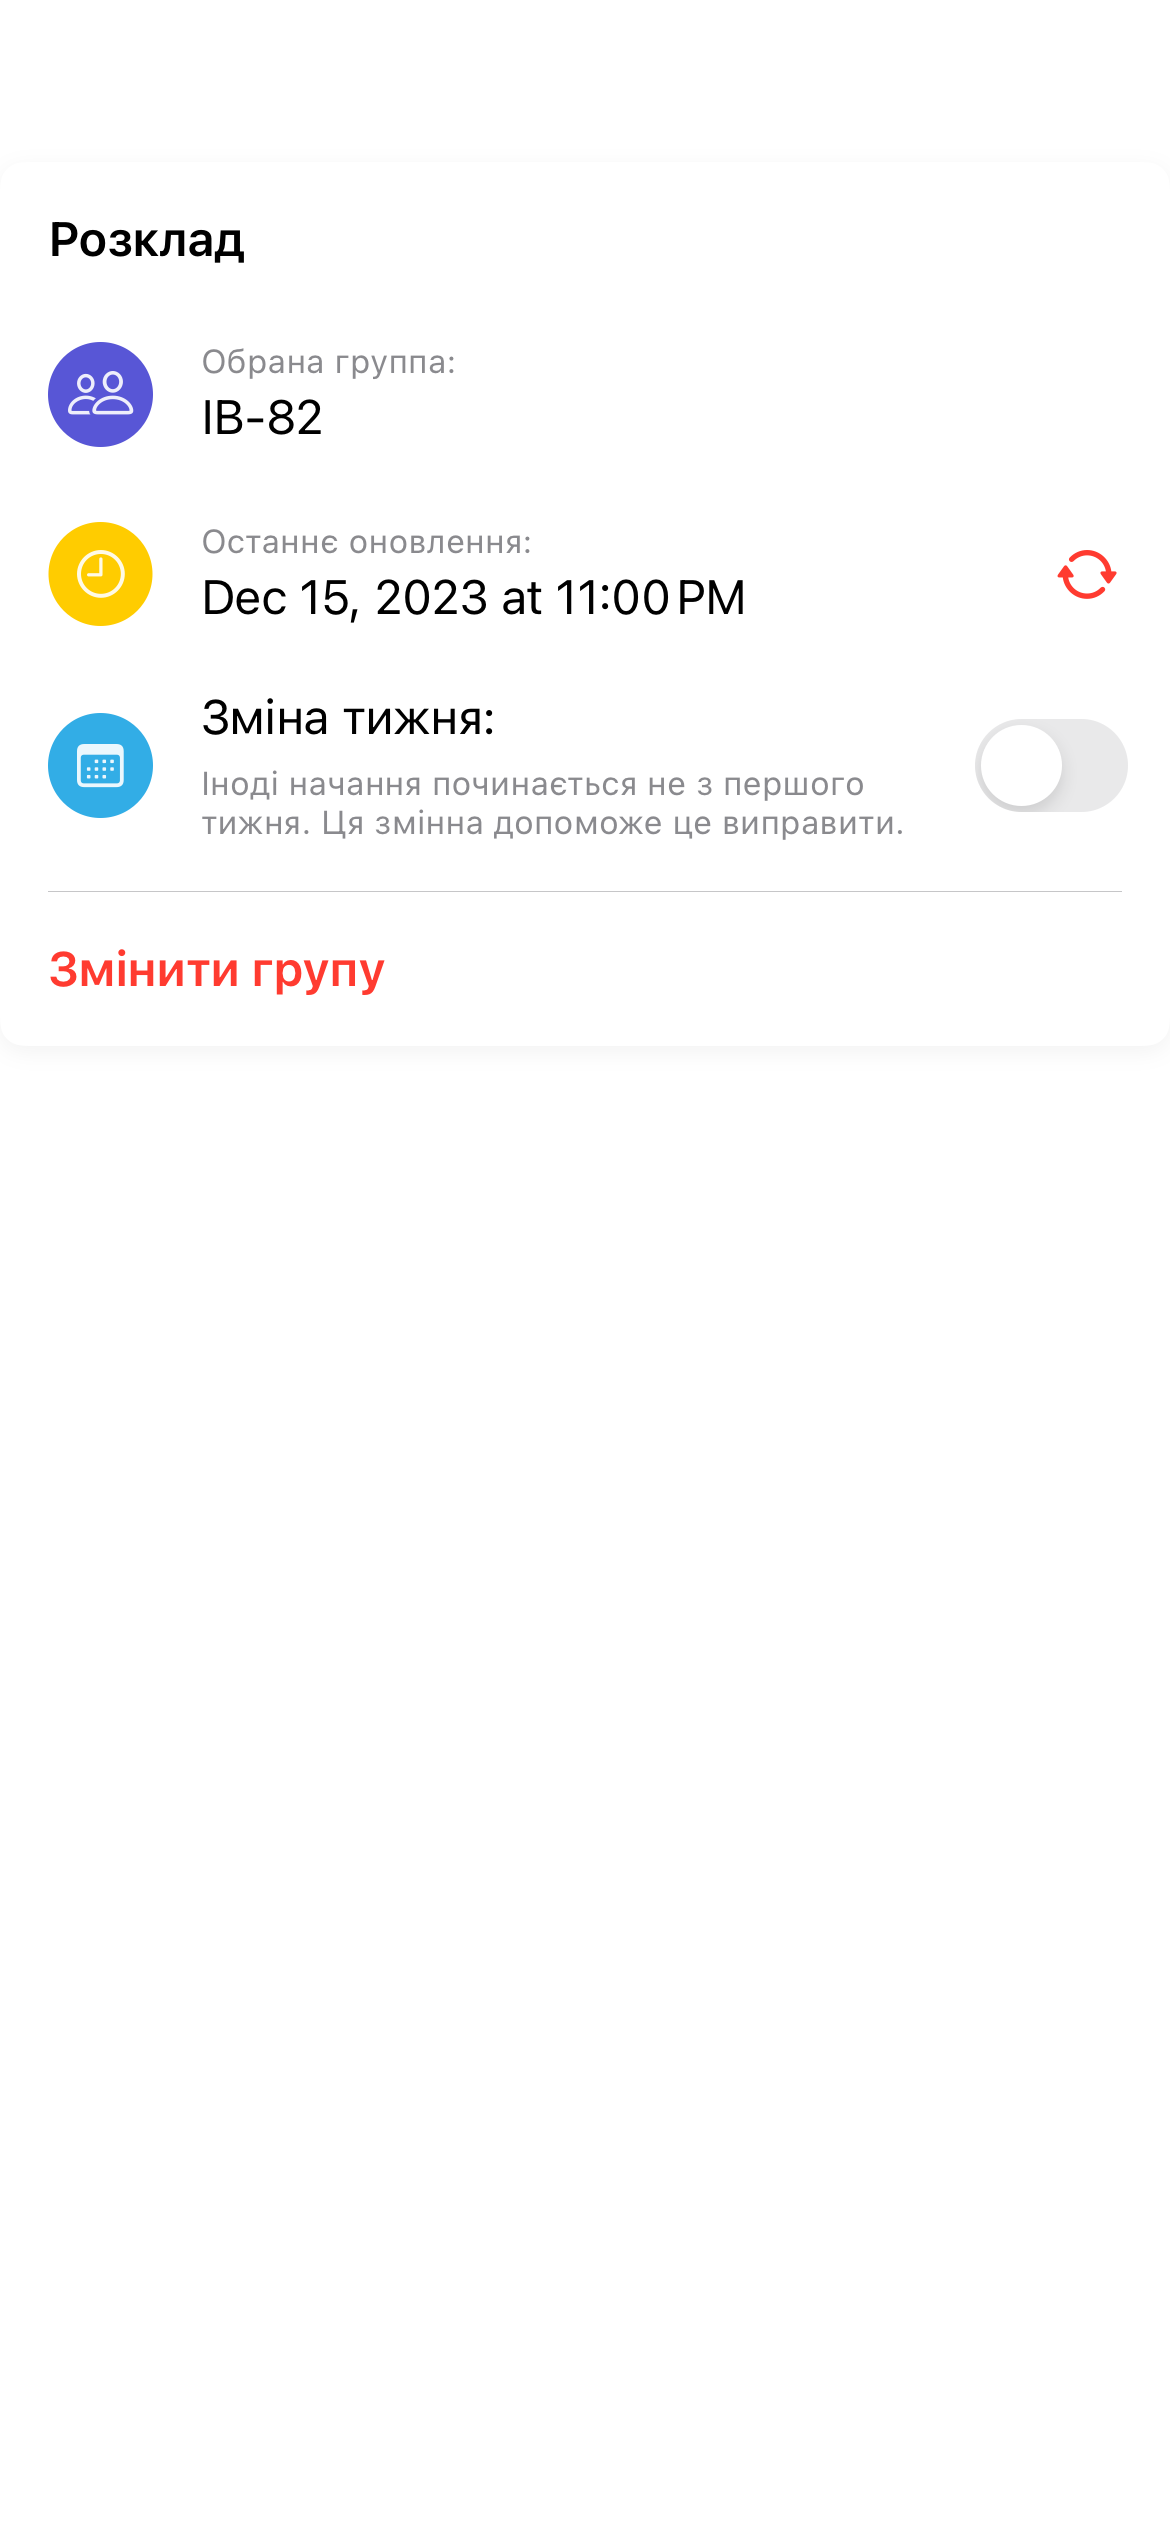 Розклад
Обрана группа:
ІВ-82
Останнє оновлення:
Dec 15, 2023 at 11:00 PM
Зміна тижня:
Іноді начання починається не з першого
тижня. Ця змінна допоможе це виправити.
Змінити групу